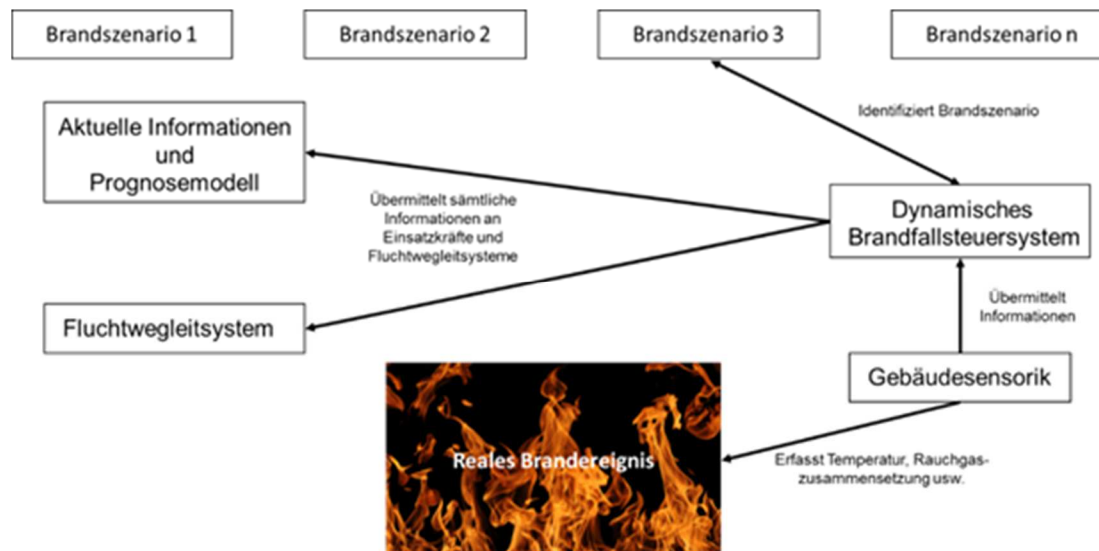 Brandszenario 1
Brandszenario 2
Brandszenario 3
Brandszenario n
Aktuelle Informationen
und
Prognosemodell
Identifiziert Brandszenario
Übermittelt sämtliche
Informationen an
Einsatzkräfte und
Fluchtwegleitsysteme
Dynamisches
Brandfallsteuersystem
Fluchtwegleitsystem
Übermittelt
Informationen
Gebäudesensorik
Reales Brandereignis
Erfasst Temperatur, Rauchgas-
zusammensetzung usw.